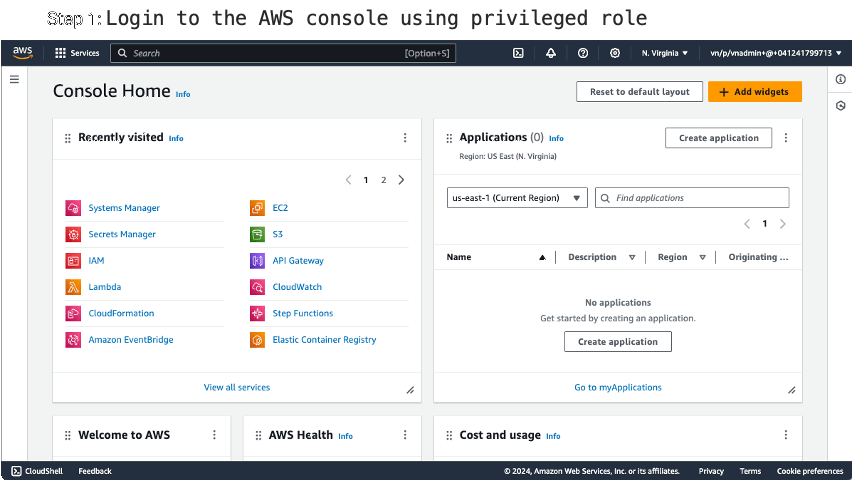 Step 1: Login to the AWS console using privileged role
aws Services Search [Option+S] N. Virginia vn/p/vnadmin+@+041241799713
Console Home Info Reset to default layout Add widgets
Recently visited Info
1 2
Systems Manager EC2
Secrets Manager S3
IAM API Gateway
Lambda CloudWatch
CloudFormation Step Functions
Amazon EventBridge Elastic Container Registry
View all services
Applications (0) Info Create application
Region: US East (N. Virginia)
us-east-1 (Current Region) Find applications
1
Name Description Region Originating ...
No applications
Get started by creating an application.
Create application
Go to myApplications
Welcome to AWS
AWS Health Info
Cost and usage Info
CloudShell Feedback © 2024, Amazon Web Services, Inc. or its affiliates. Privacy Terms Cookie preferences